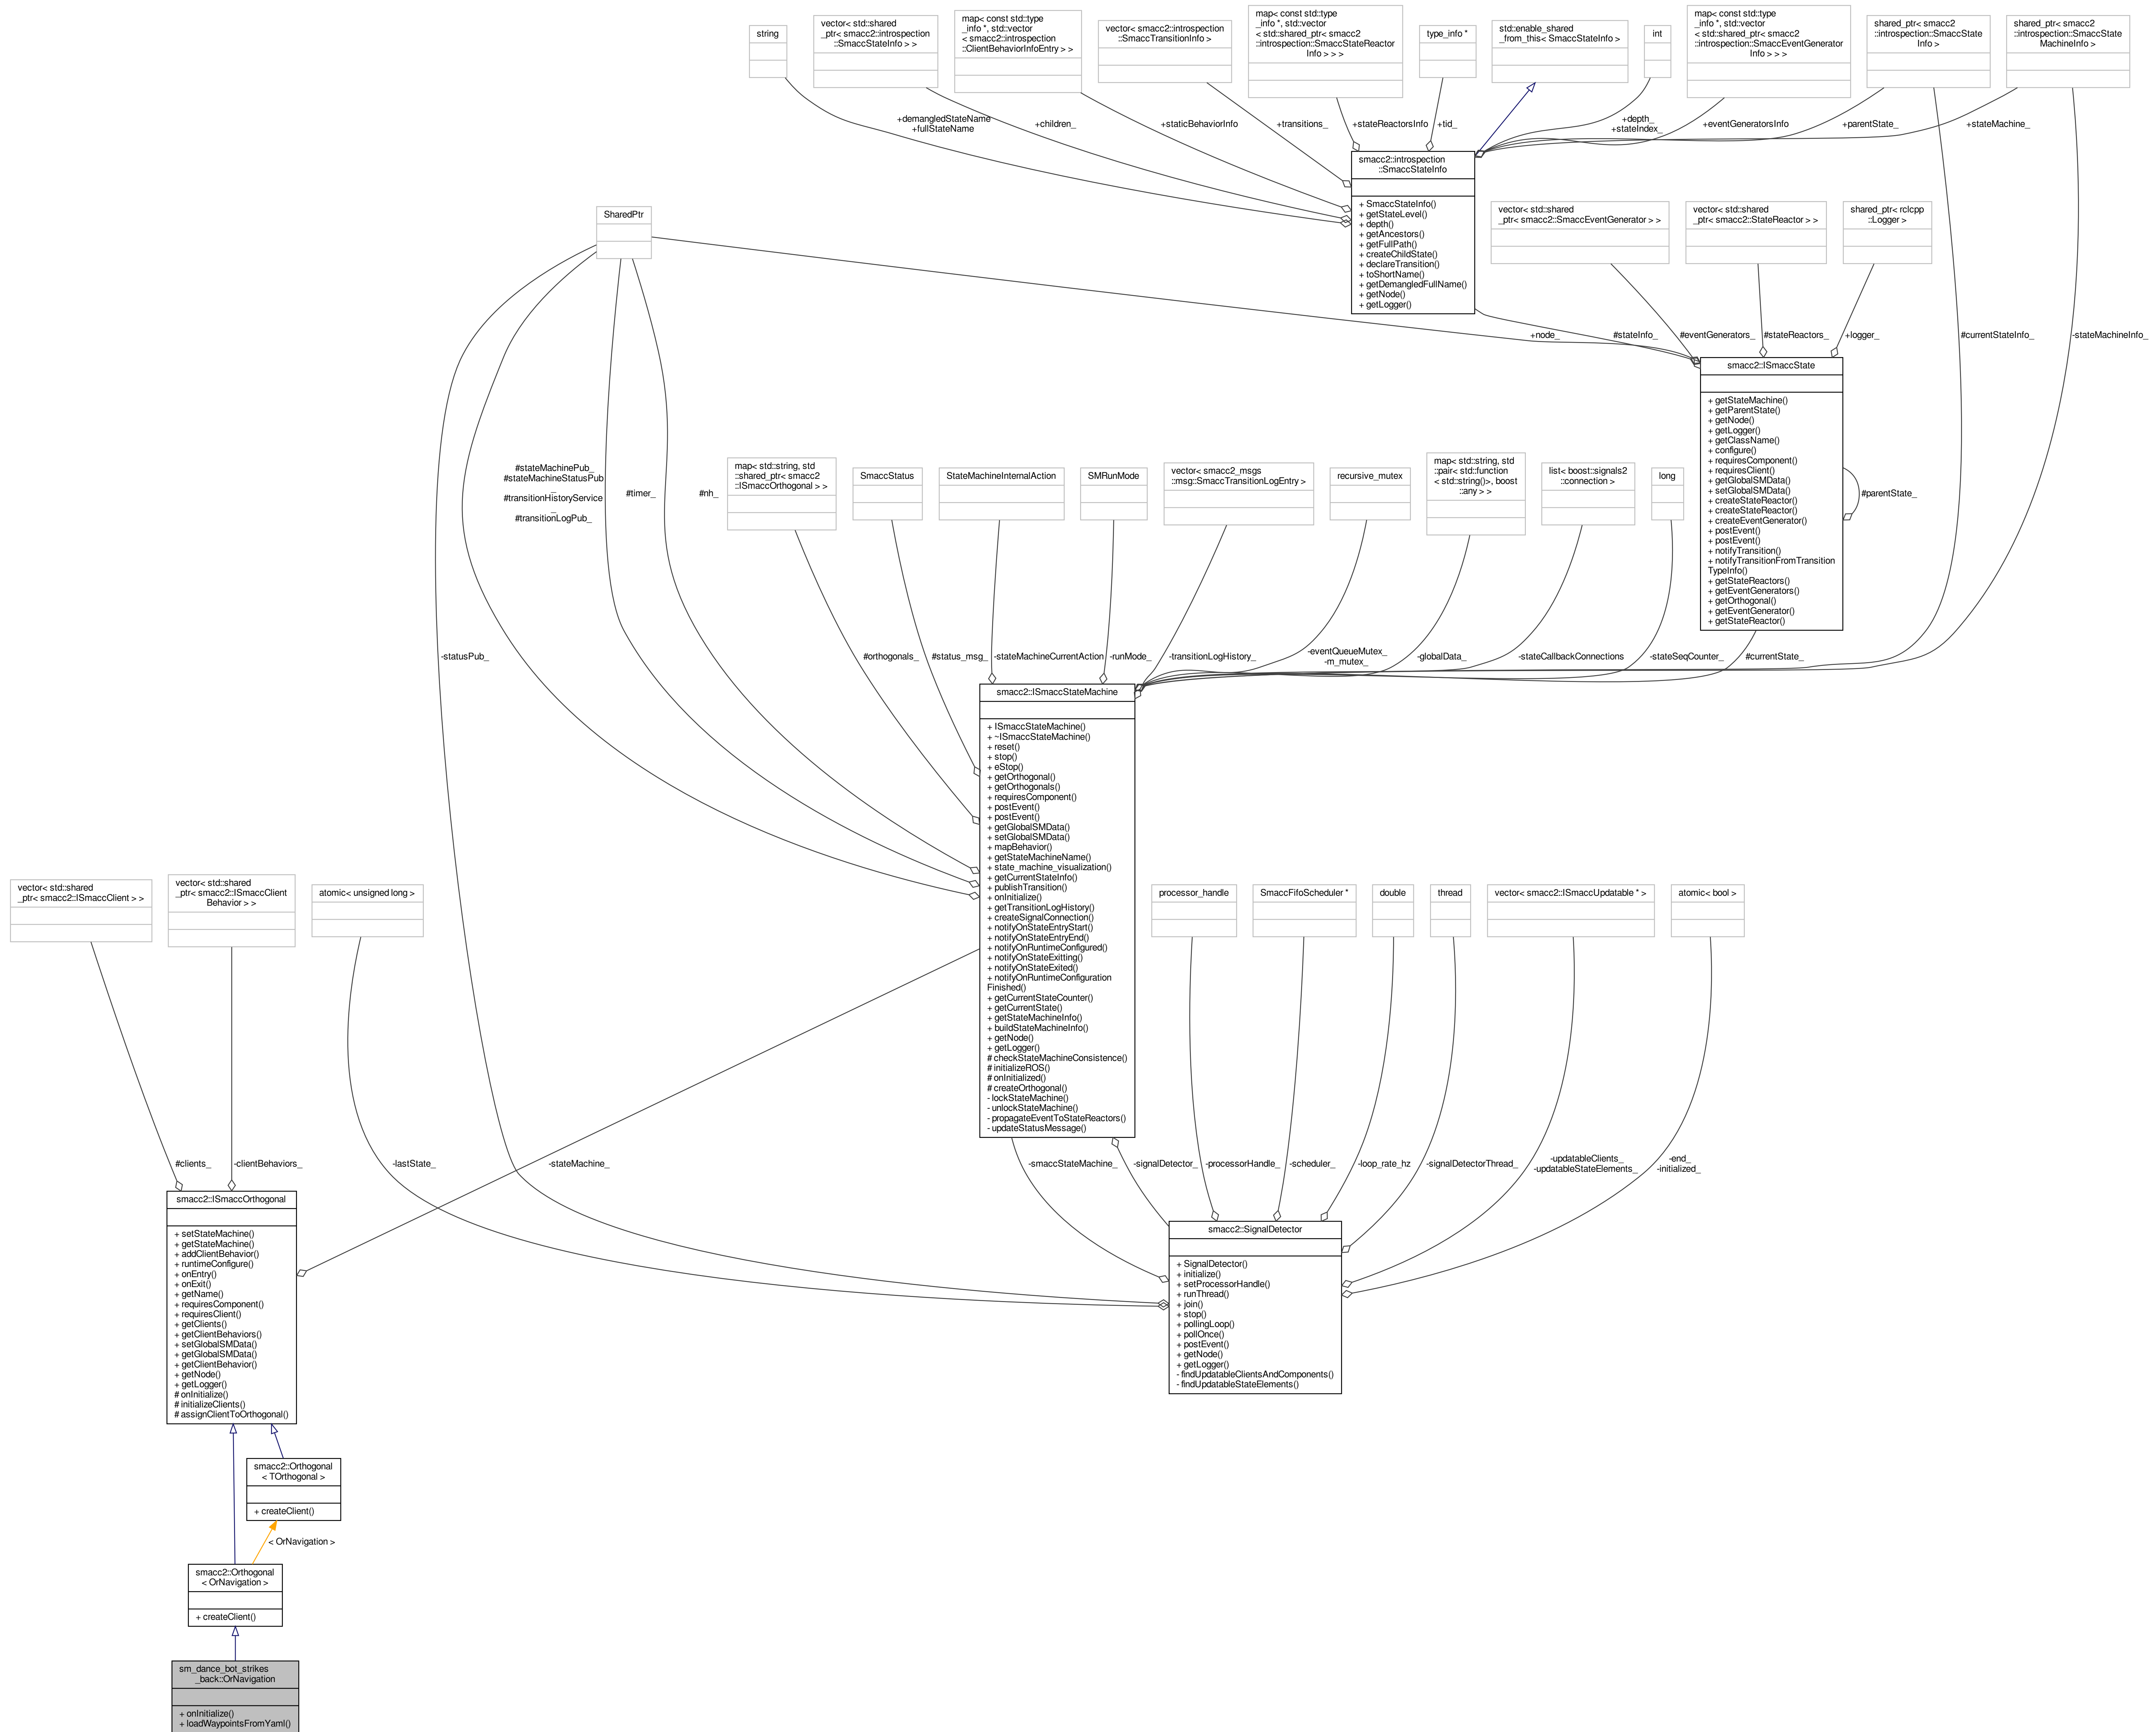 string
vector< std::shared
_ptr< smacc2::introspection
::SmaccStateInfo > >
map< const std::type
_info *, std::vector
< smacc2::introspection
::ClientBehaviorInfoEntry > >
vector< smacc2::introspection
::SmaccTransitionInfo >
map< const std::type
_info *, std::vector
< std::shared_ptr< smacc2
::introspection::SmaccStateReactor
Info > > >
type_info *
std::enable_shared
_from_this< SmaccStateInfo >
int
map< const std::type
_info *, std::vector
< std::shared_ptr< smacc2
::introspection::SmaccEventGenerator
Info > > >
shared_ptr< smacc2
::introspection::SmaccState
Info >
shared_ptr< smacc2
::introspection::SmaccState
MachineInfo >
+demangledStateName
+fullStateName
+children_
+staticBehaviorInfo
+transitions_
+stateReactorsInfo
+tid_
+depth_
+stateIndex_
+eventGeneratorsInfo
+parentState_
+stateMachine_
smacc2::introspection
::SmaccStateInfo
+ SmaccStateInfo()
+ getStateLevel()
+ depth()
+ getAncestors()
+ getFullPath()
+ createChildState()
+ declareTransition()
+ toShortName()
+ getDemangledFullName()
+ getNode()
+ getLogger()
SharedPtr
vector< std::shared
_ptr< smacc2::SmaccEventGenerator > >
vector< std::shared
_ptr< smacc2::StateReactor > >
shared_ptr< rclcpp
::Logger >
+node_
#stateInfo_
#eventGenerators_
#stateReactors_
+logger_
#currentStateInfo_
-stateMachineInfo_
smacc2::ISmaccState
+ getStateMachine()
+ getParentState()
+ getNode()
+ getLogger()
+ getClassName()
+ configure()
+ requiresComponent()
+ requiresClient()
+ getGlobalSMData()
+ setGlobalSMData()
+ createStateReactor()
+ createStateReactor()
+ createEventGenerator()
+ postEvent()
+ postEvent()
+ notifyTransition()
+ notifyTransitionFromTransition
TypeInfo()
+ getStateReactors()
+ getEventGenerators()
+ getOrthogonal()
+ getEventGenerator()
+ getStateReactor()
#parentState_
#stateMachinePub_
#stateMachineStatusPub
_
#transitionHistoryService
_
#transitionLogPub_
#timer_
#nh_
map< std::string, std
::shared_ptr< smacc2
::ISmaccOrthogonal > >
SmaccStatus
StateMachineInternalAction
SMRunMode
vector< smacc2_msgs
::msg::SmaccTransitionLogEntry >
recursive_mutex
map< std::string, std
::pair< std::function
< std::string()>, boost
::any > >
list< boost::signals2
::connection >
long
-statusPub_
#orthogonals_
#status_msg_
-stateMachineCurrentAction
-runMode_
-transitionLogHistory_
-eventQueueMutex_
-m_mutex_
-globalData_
-stateCallbackConnections
-stateSeqCounter_
#currentState_
smacc2::ISmaccStateMachine
+ ISmaccStateMachine()
+ ~ISmaccStateMachine()
+ reset()
+ stop()
+ eStop()
+ getOrthogonal()
+ getOrthogonals()
+ requiresComponent()
+ postEvent()
+ postEvent()
+ getGlobalSMData()
+ setGlobalSMData()
+ mapBehavior()
+ getStateMachineName()
+ state_machine_visualization()
+ getCurrentStateInfo()
+ publishTransition()
+ onInitialize()
+ getTransitionLogHistory()
+ createSignalConnection()
+ notifyOnStateEntryStart()
+ notifyOnStateEntryEnd()
+ notifyOnRuntimeConfigured()
+ notifyOnStateExitting()
+ notifyOnStateExited()
+ notifyOnRuntimeConfiguration
Finished()
+ getCurrentStateCounter()
+ getCurrentState()
+ getStateMachineInfo()
+ buildStateMachineInfo()
+ getNode()
+ getLogger()
# checkStateMachineConsistence()
# initializeROS()
# onInitialized()
# createOrthogonal()
- lockStateMachine()
- unlockStateMachine()
- propagateEventToStateReactors()
- updateStatusMessage()
vector< std::shared
_ptr< smacc2::ISmaccClient > >
vector< std::shared
_ptr< smacc2::ISmaccClient
Behavior > >
atomic< unsigned long >
processor_handle
SmaccFifoScheduler *
double
thread
vector< smacc2::ISmaccUpdatable * >
atomic< bool >
#clients_
-clientBehaviors_
-lastState_
-stateMachine_
-smaccStateMachine_
-signalDetector_
-processorHandle_
-scheduler_
-loop_rate_hz
-signalDetectorThread_
-updatableClients_
-updatableStateElements_
-end_
-initialized_
smacc2::ISmaccOrthogonal
+ setStateMachine()
+ getStateMachine()
+ addClientBehavior()
+ runtimeConfigure()
+ onEntry()
+ onExit()
+ getName()
+ requiresComponent()
+ requiresClient()
+ getClients()
+ getClientBehaviors()
+ setGlobalSMData()
+ getGlobalSMData()
+ getClientBehavior()
+ getNode()
+ getLogger()
# onInitialize()
# initializeClients()
# assignClientToOrthogonal()
smacc2::SignalDetector
+ SignalDetector()
+ initialize()
+ setProcessorHandle()
+ runThread()
+ join()
+ stop()
+ pollingLoop()
+ pollOnce()
+ postEvent()
+ getNode()
+ getLogger()
- findUpdatableClientsAndComponents()
- findUpdatableStateElements()
smacc2::Orthogonal
< TOrthogonal >
+ createClient()
< OrNavigation >
smacc2::Orthogonal
< OrNavigation >
+ createClient()
sm_dance_bot_strikes
_back::OrNavigation
+ onInitialize()
+ loadWaypointsFromYaml()